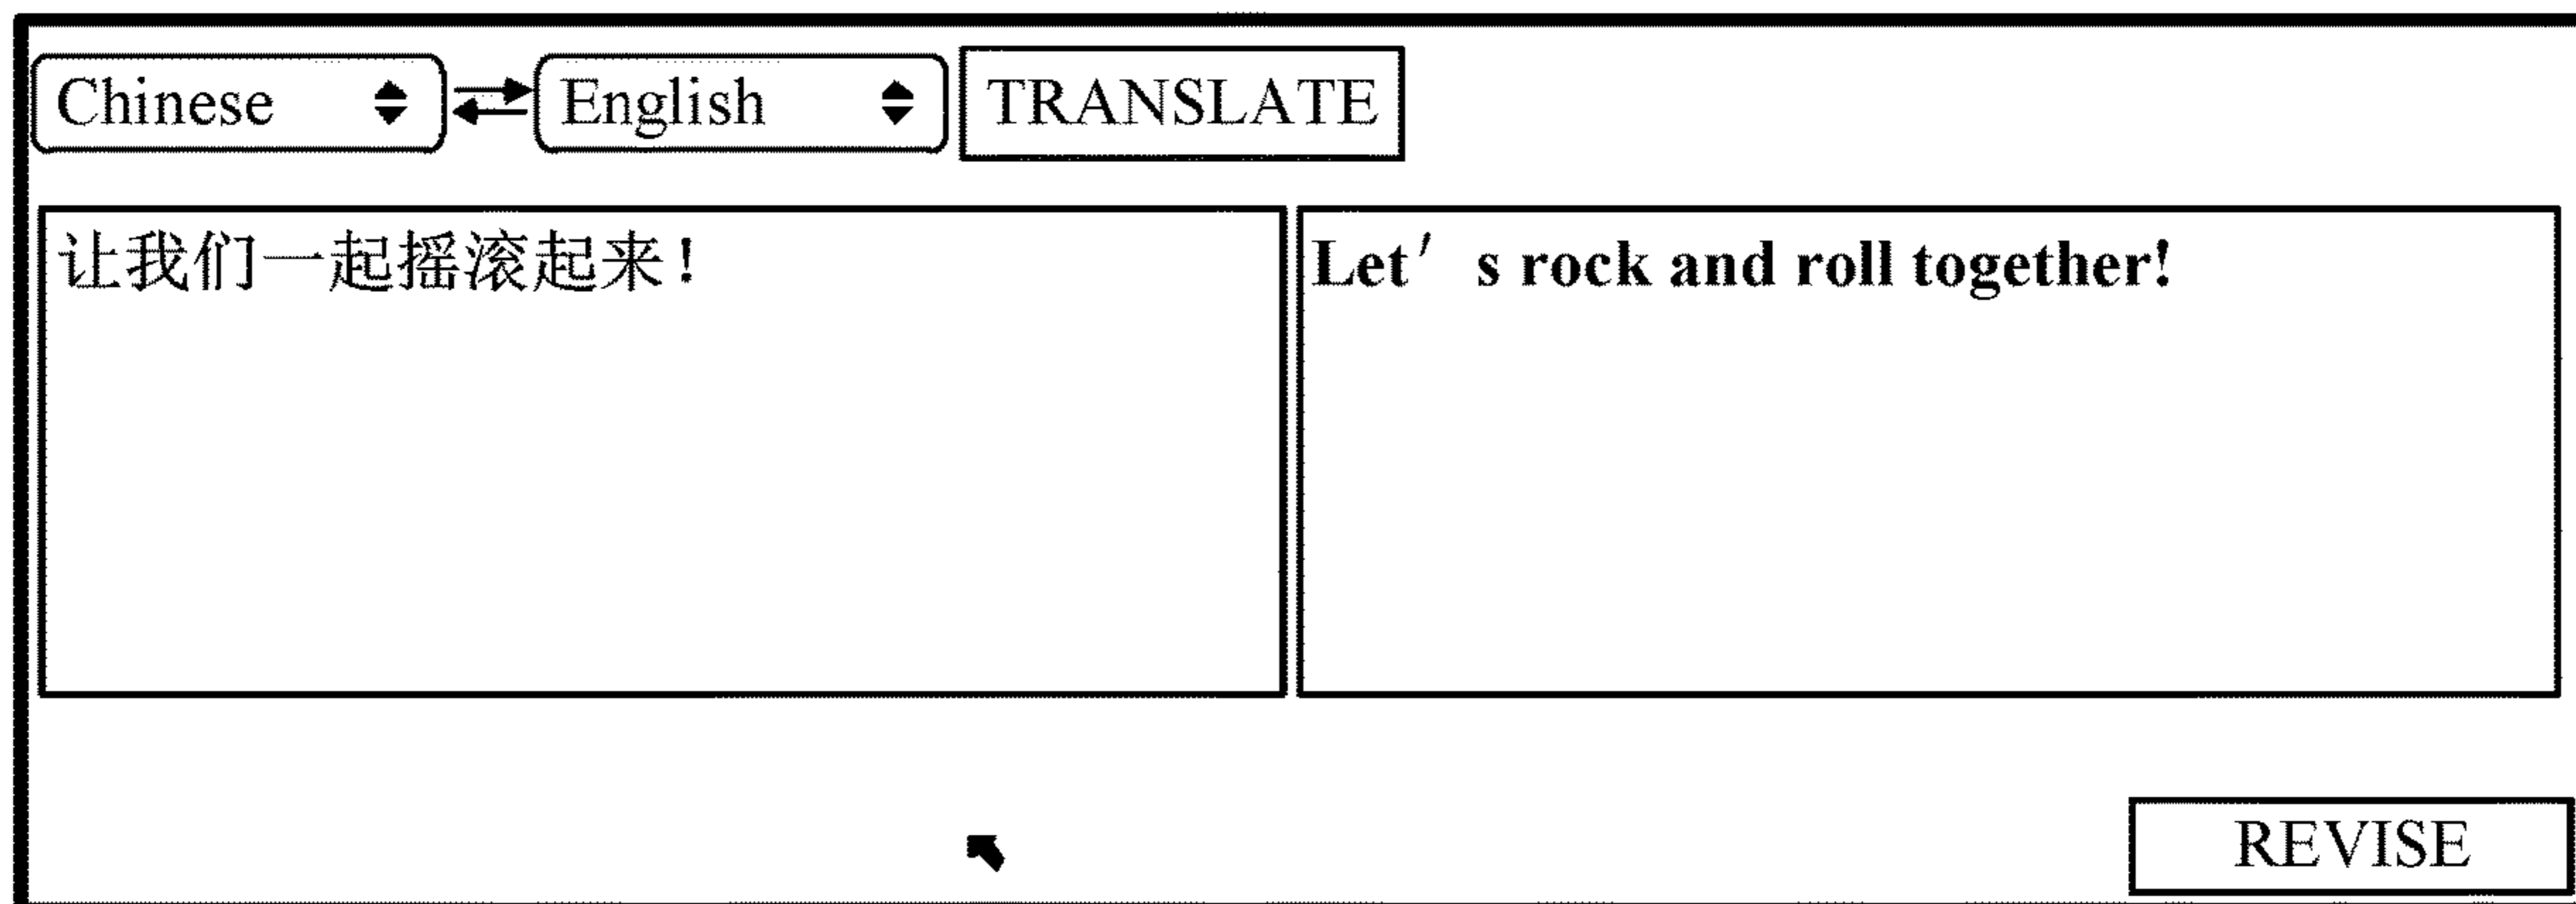 Chinese English TRANSLATE
让我们一起摇滚起来!
Let's rock and roll together!
REVISE